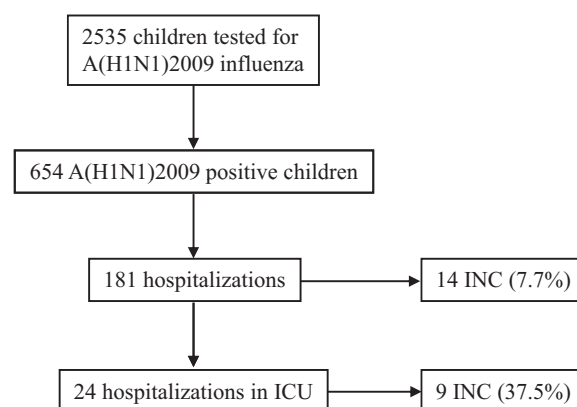 2535 children tested for
A(H1N1)2009 influenza
654 A(H1N1)2009 positive children
181 hospitalizations
14 INC (7.7%)
24 hospitalizations in ICU
9 INC (37.5%)